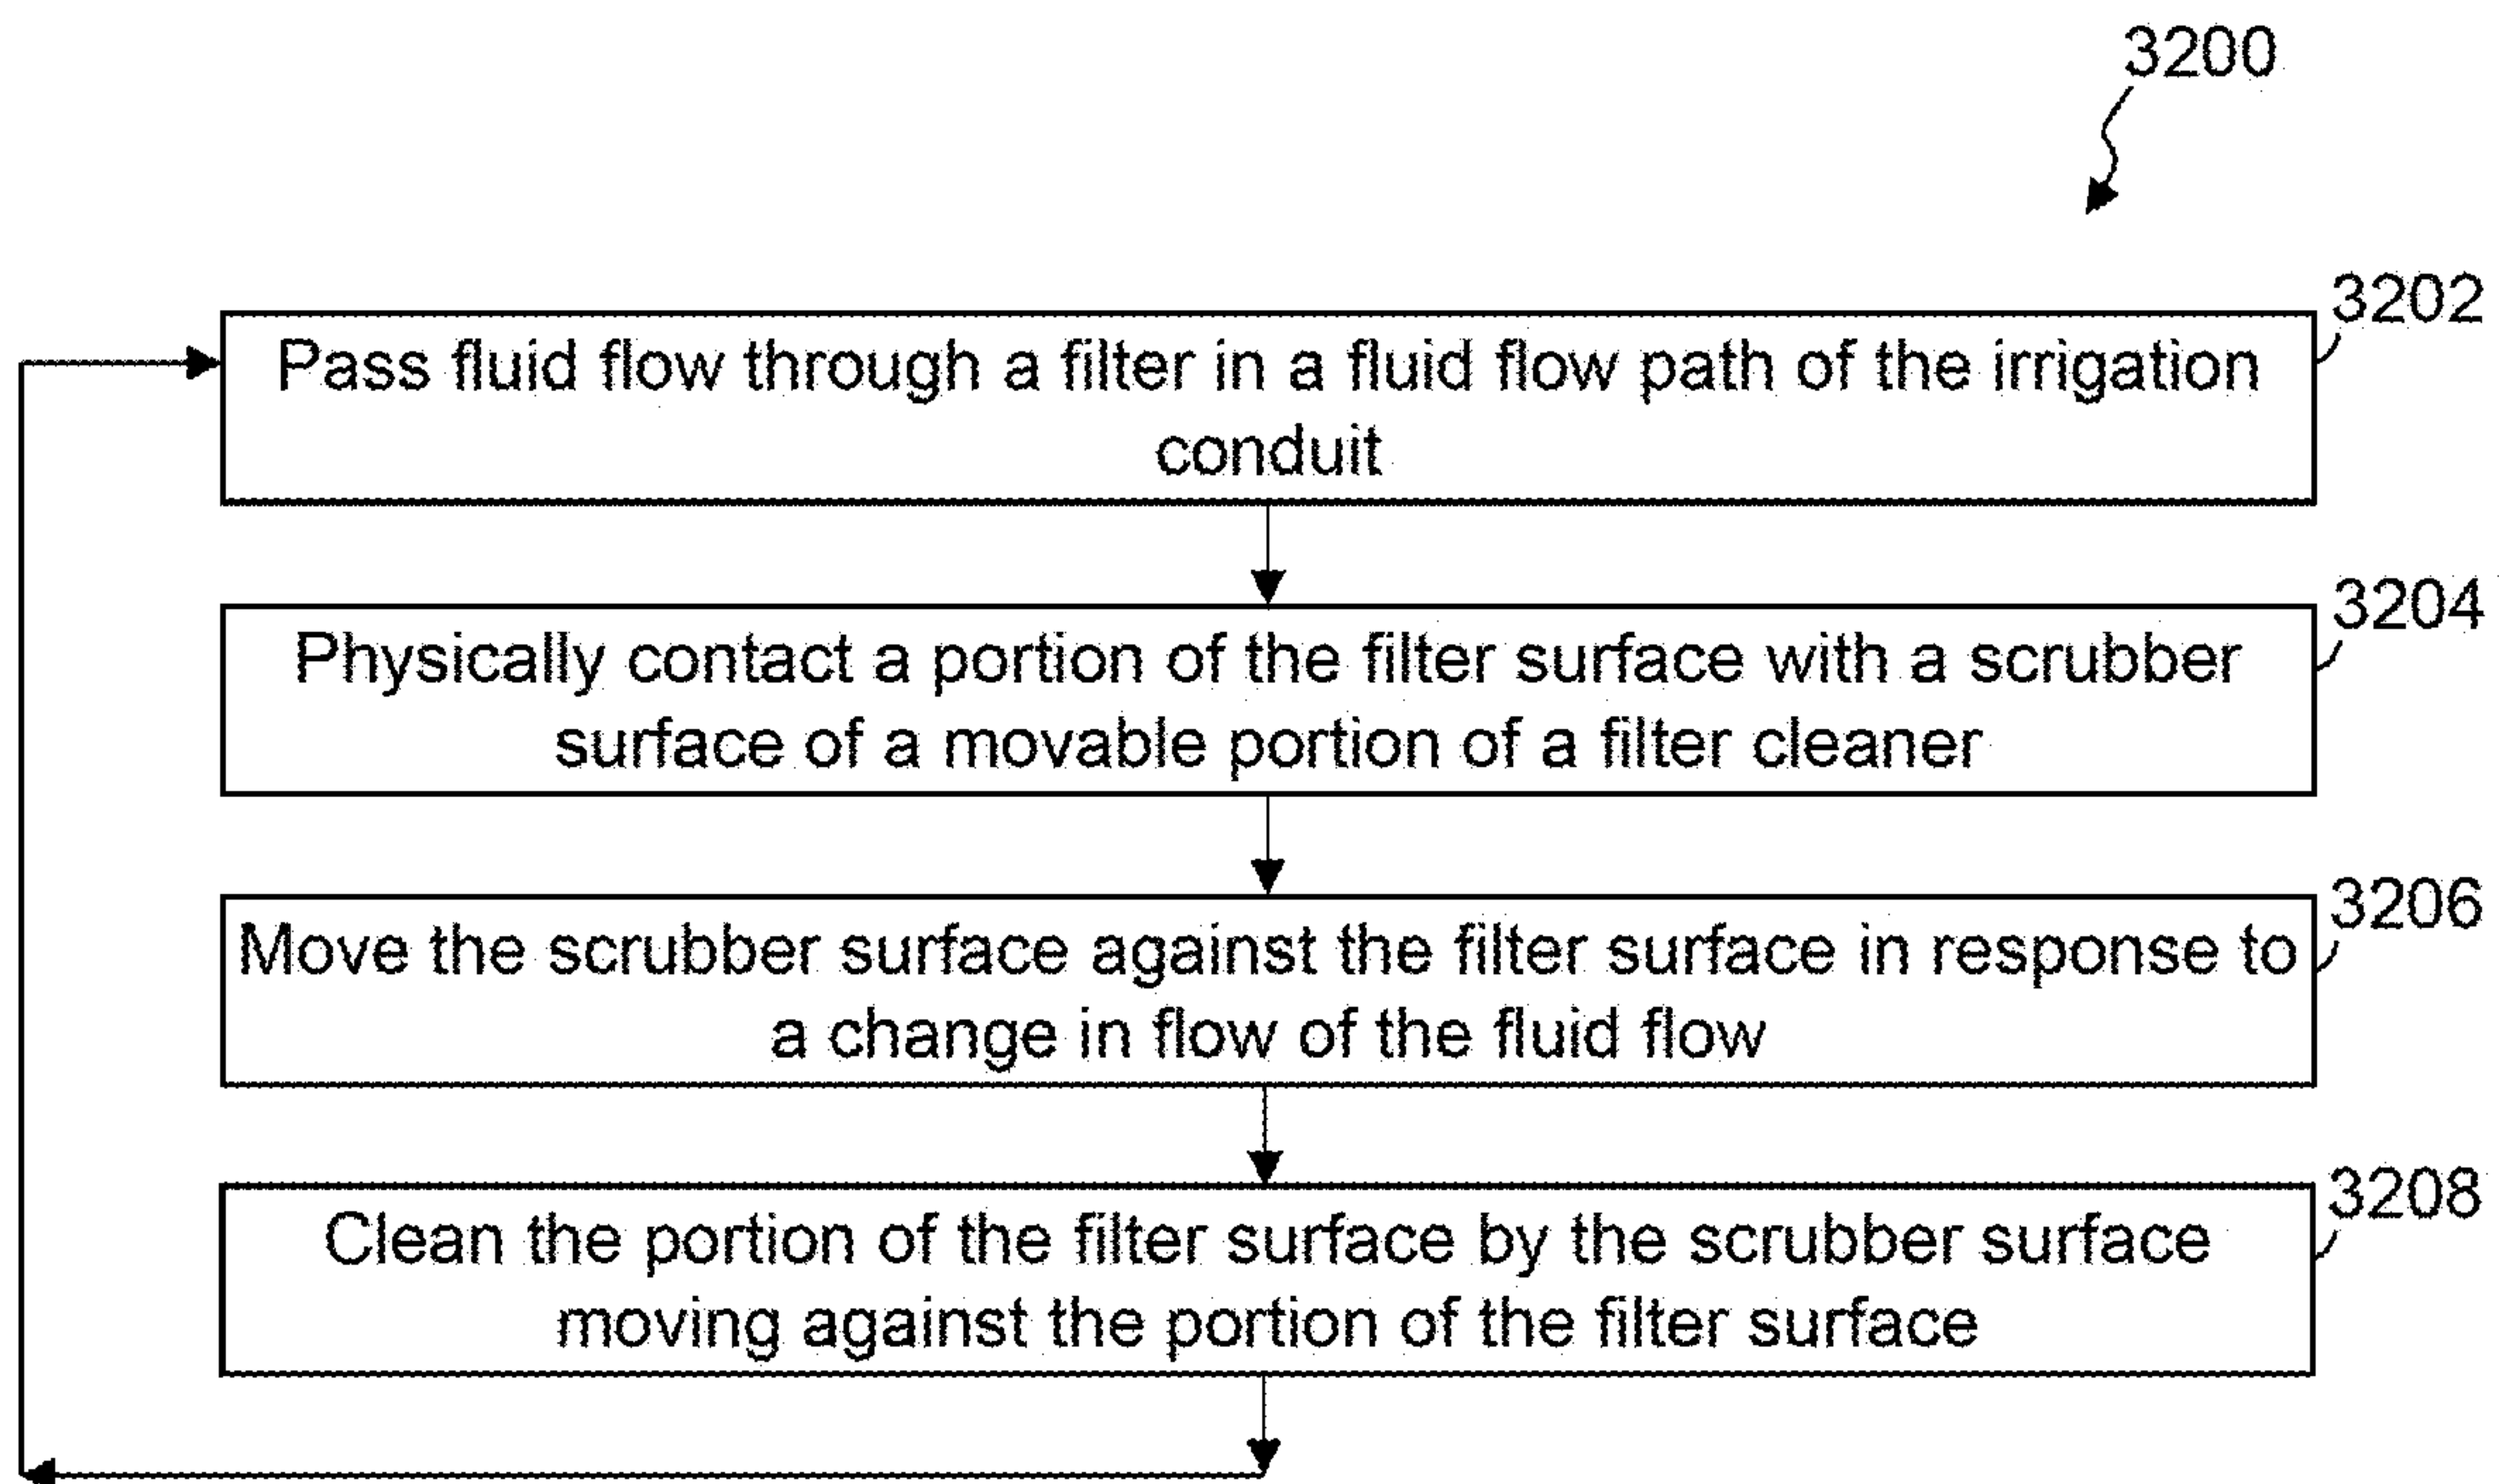 3200
3202
Pass fluid flow through a filter in a fluid flow path of the irrigation
conduit
3204
Physically contact a portion of the filter surface with a scrubber
surface of a movable portion of a filter cleaner
3206
Move the scrubber surface against the filter surface in response to
a change in flow of the fluid flow
3208
Clean the portion of the filter surface by the scrubber surface
moving against the portion of the filter surface